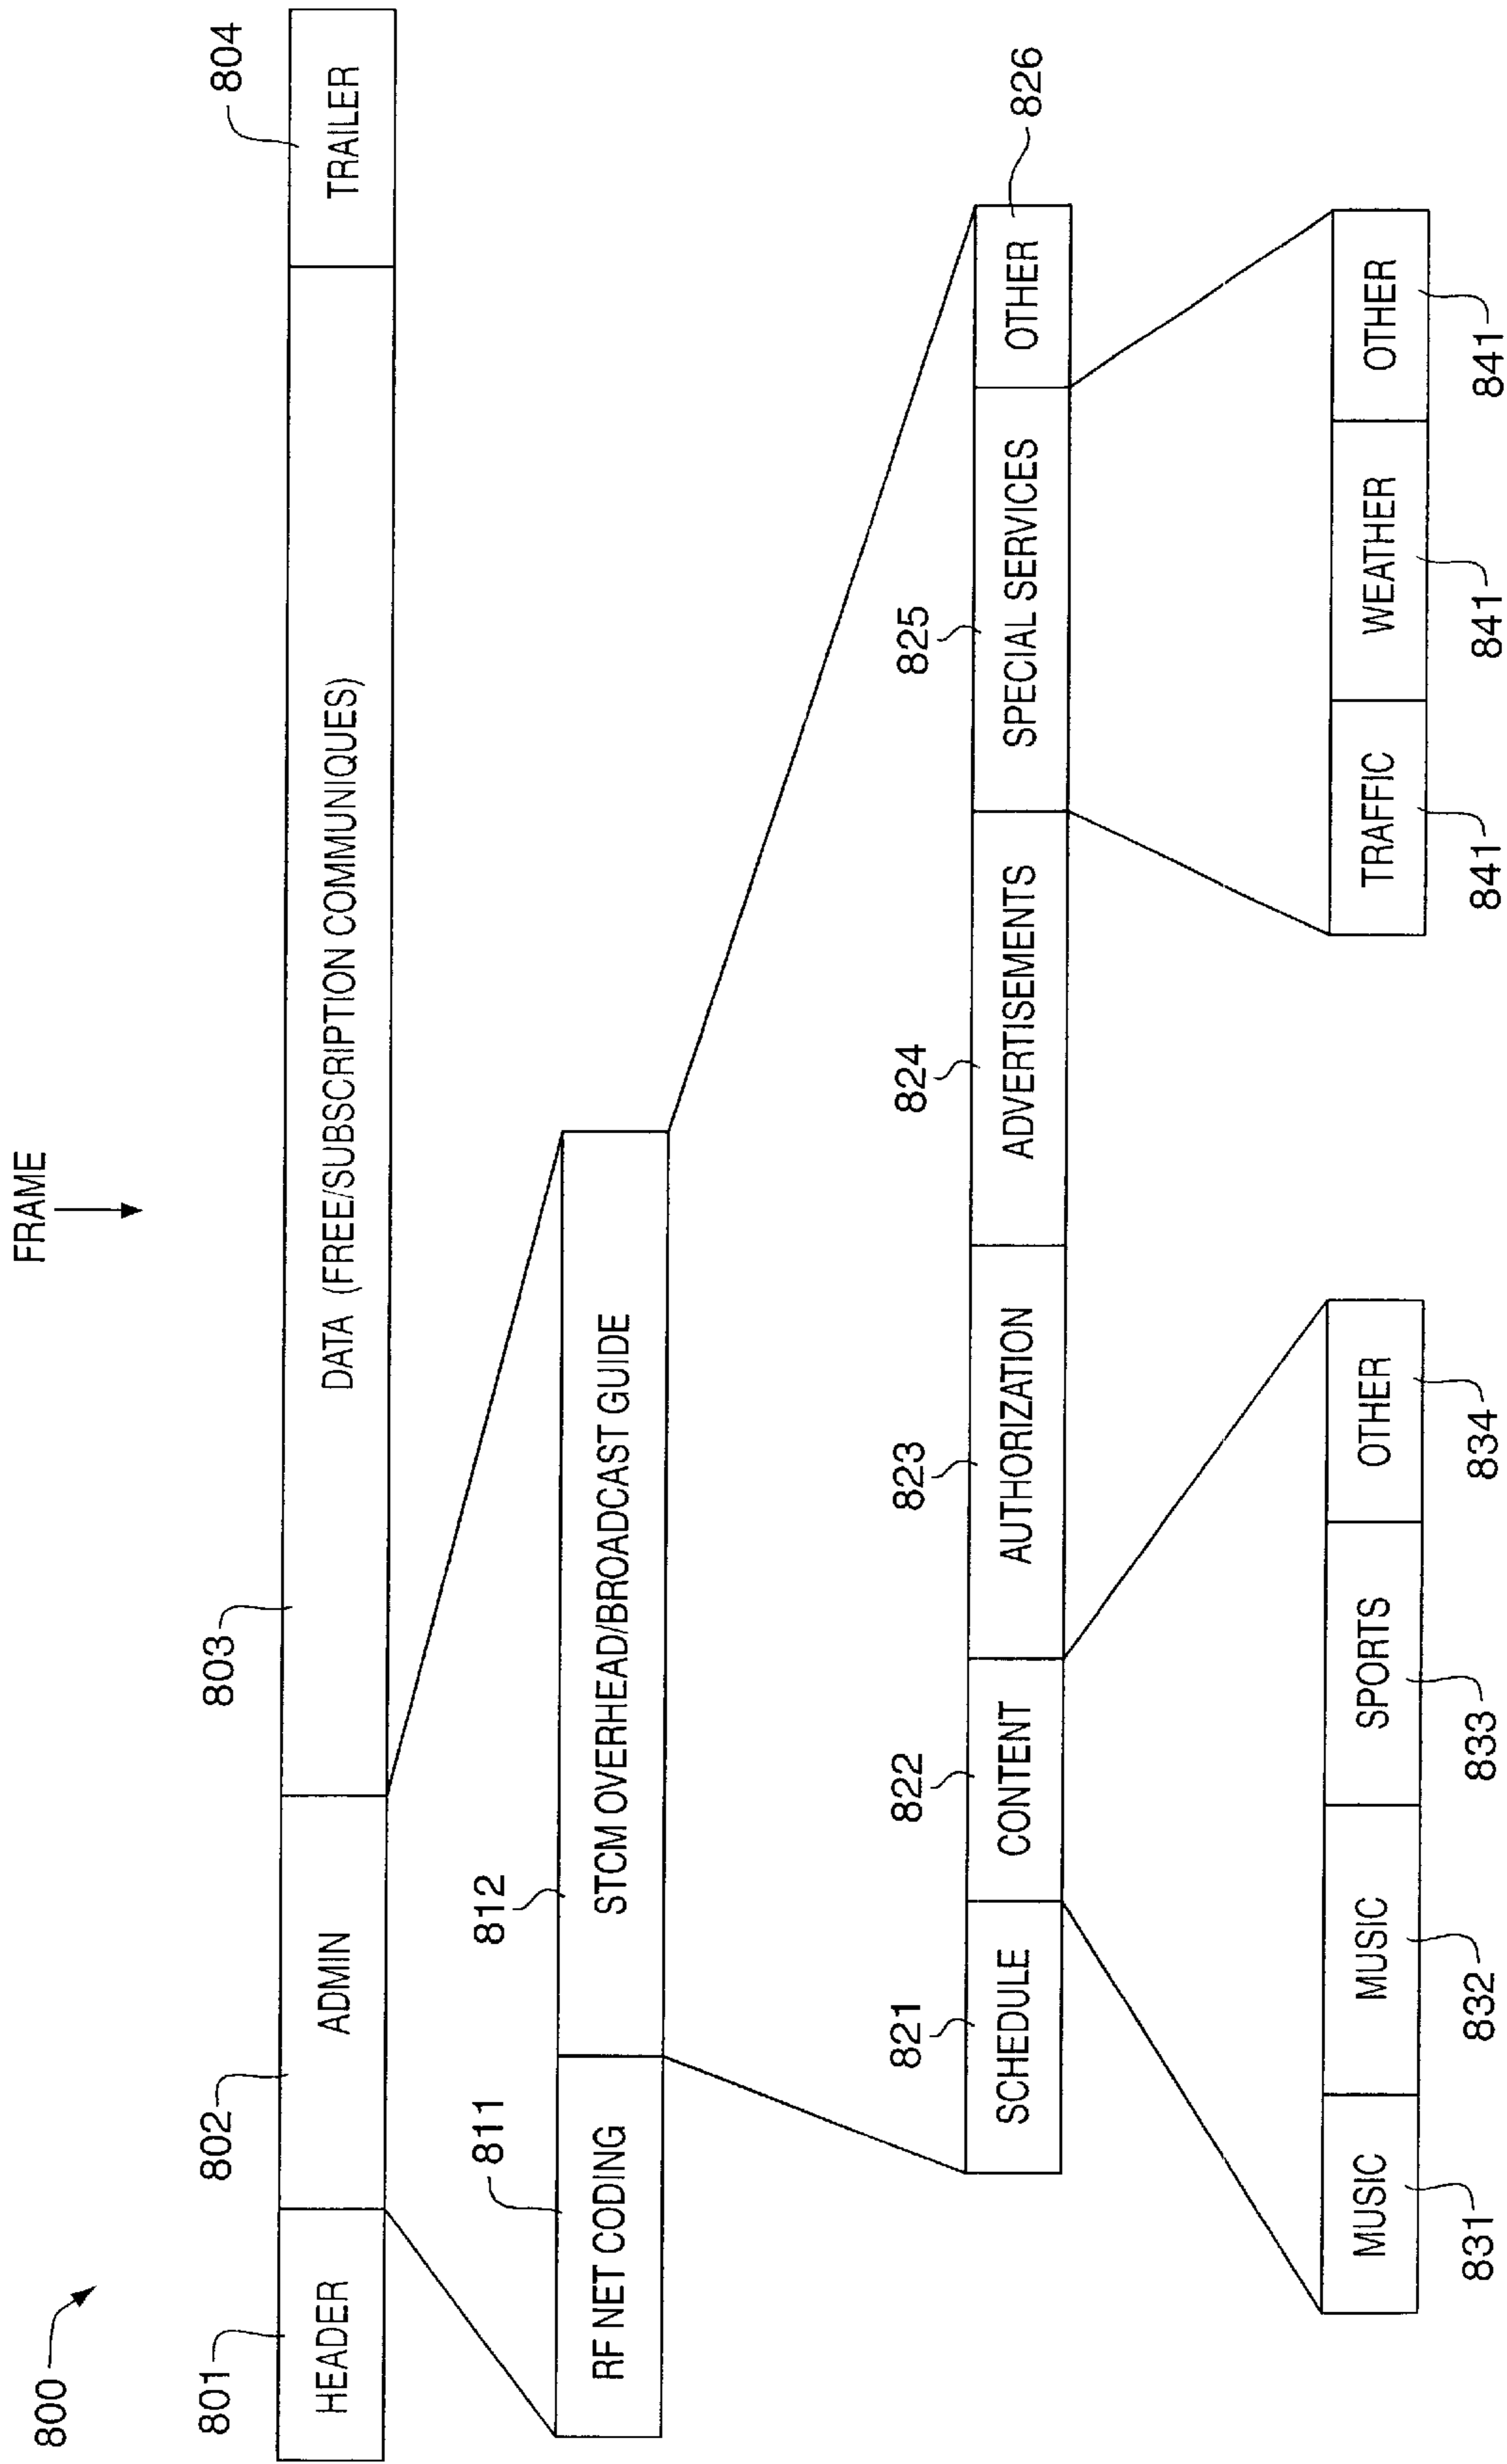 FRAME
800
801
802
803
804
HEADER
ADMIN
DATA (FREE/SUBSCRIPTION COMMUNIQUES)
TRAILER
811
812
RF NET CODING
STCM OVERHEAD/BROADCAST GUIDE
821
822
823
824
825
826
SCHEDULE
CONTENT
AUTHORIZATION
ADVERTISEMENTS
SPECIAL SERVICES
OTHER
MUSIC
MUSIC
SPORTS
OTHER
831
832
833
834
TRAFFIC
WEATHER
OTHER
841
841
841